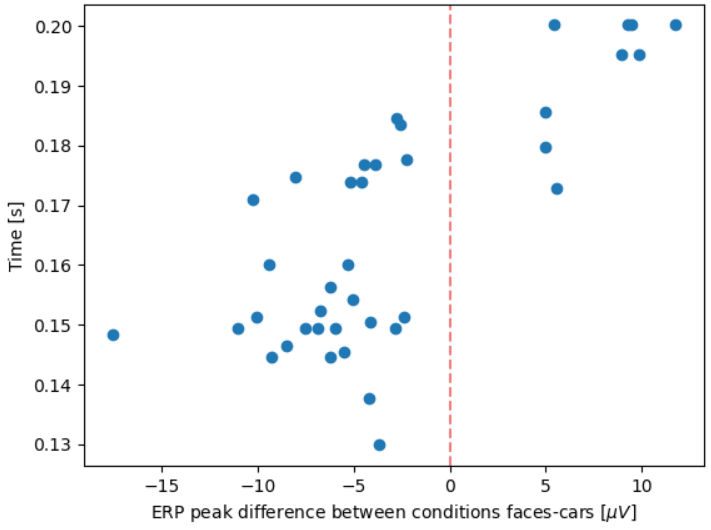 Time [s]
0.20
0.19
0.18
0.17
0.16
0.15
0.14
0.13
−15 −10 −5 0 5 10
ERP peak difference between conditions faces-cars [μV]